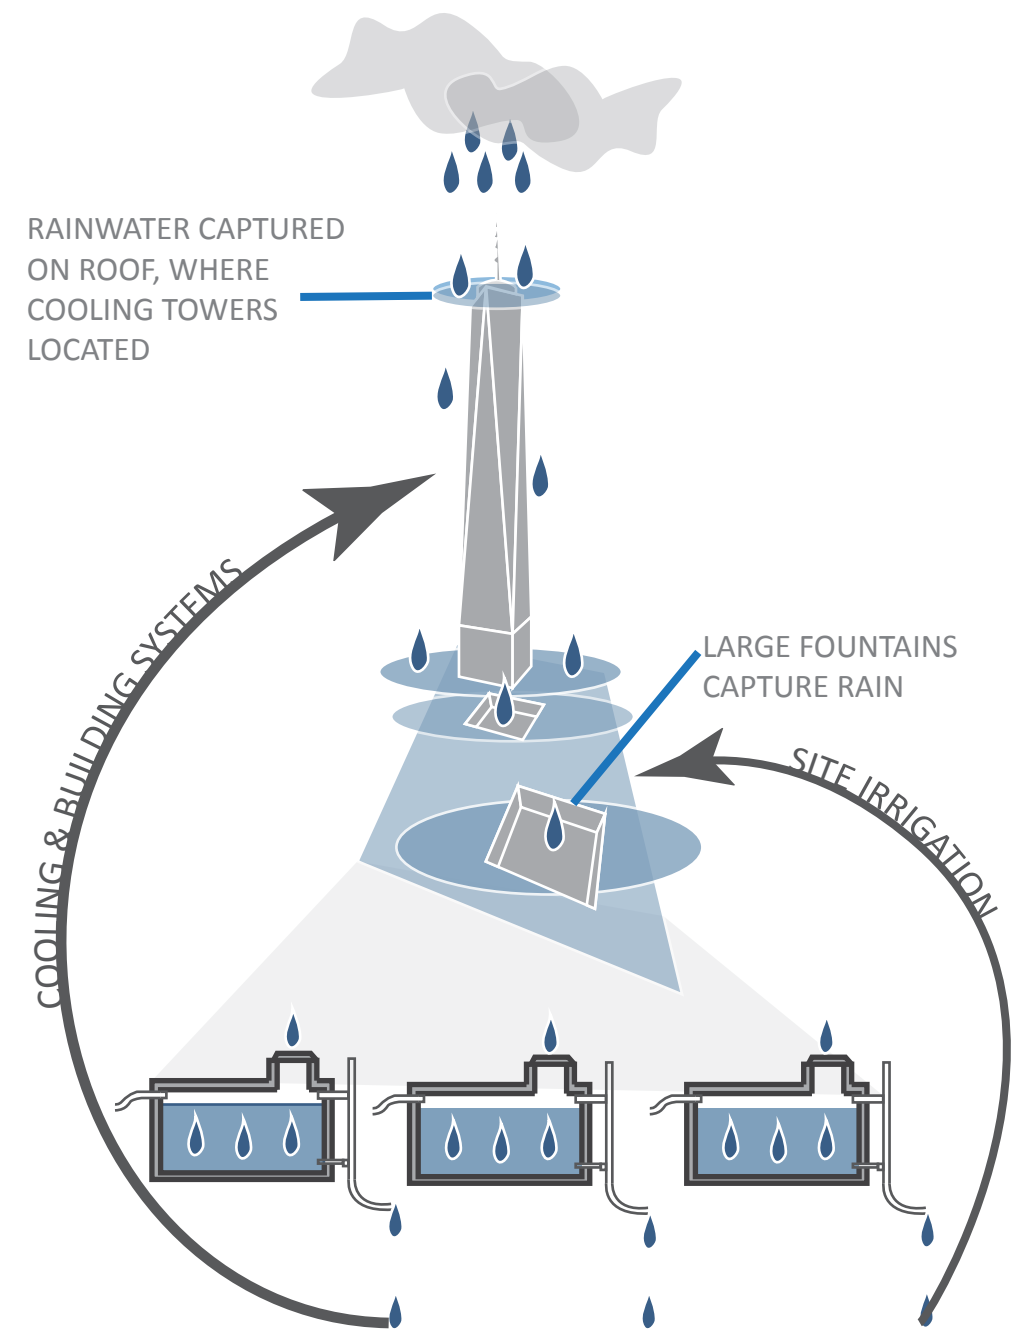 RAINWATER CAPTURED
ON ROOF, WHERE
COOLING TOWERS
LOCATED
COOLING & BUILDING SYSTEMS
LARGE FOUNTAINS
CAPTURE RAIN
SITE IRRIGATION